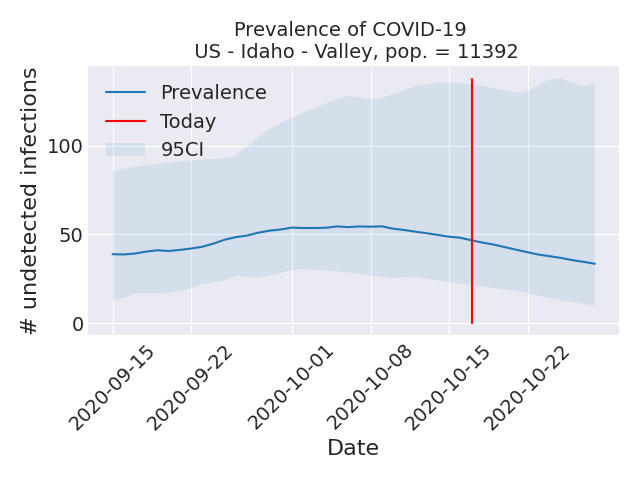 Prevalence of COVID-19
US - Idaho - Valley, pop. = 11392
# undetected infections
100
50
0
Prevalence
Today
95CI
2020-09-15
2020-09-22
2020-10-01
2020-10-08
2020-10-15
2020-10-22
Date